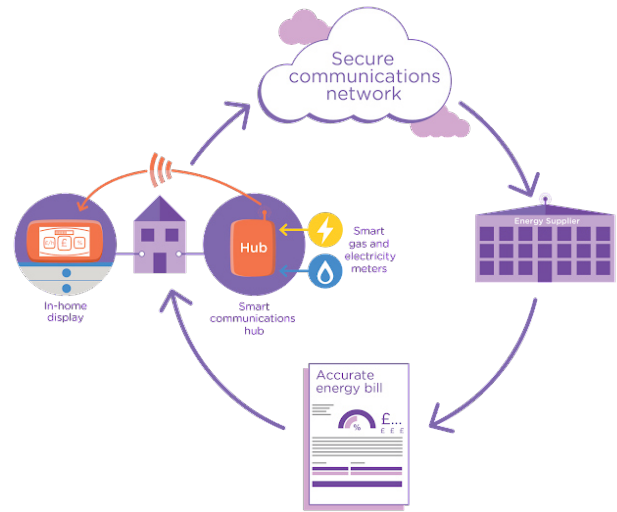 Secure
communications
network
Energy Supplier
Hub
Smart
gas and
electricity
meters
In-home
display
Smart
communications
hub
£
%
Accurate
energy bill
£...
%
£ £ £